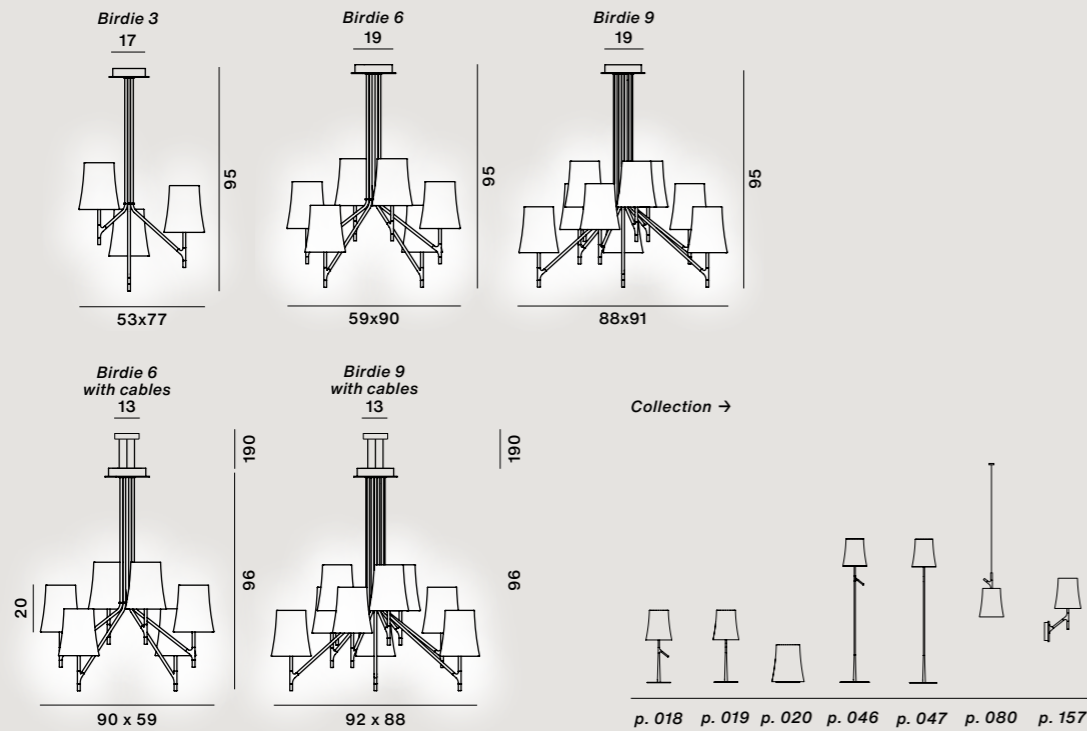 Birdie 3
17
95
53x77
Birdie 6
19
95
59x90
Birdie 9
19
95
88x91
Birdie 6
with cables
13
190
96
20
90 x 59
Birdie 9
with cables
13
190
96
92 x 88
Collection →
p. 018 p. 019 p. 020 p. 046 p. 047 p. 080 p. 157